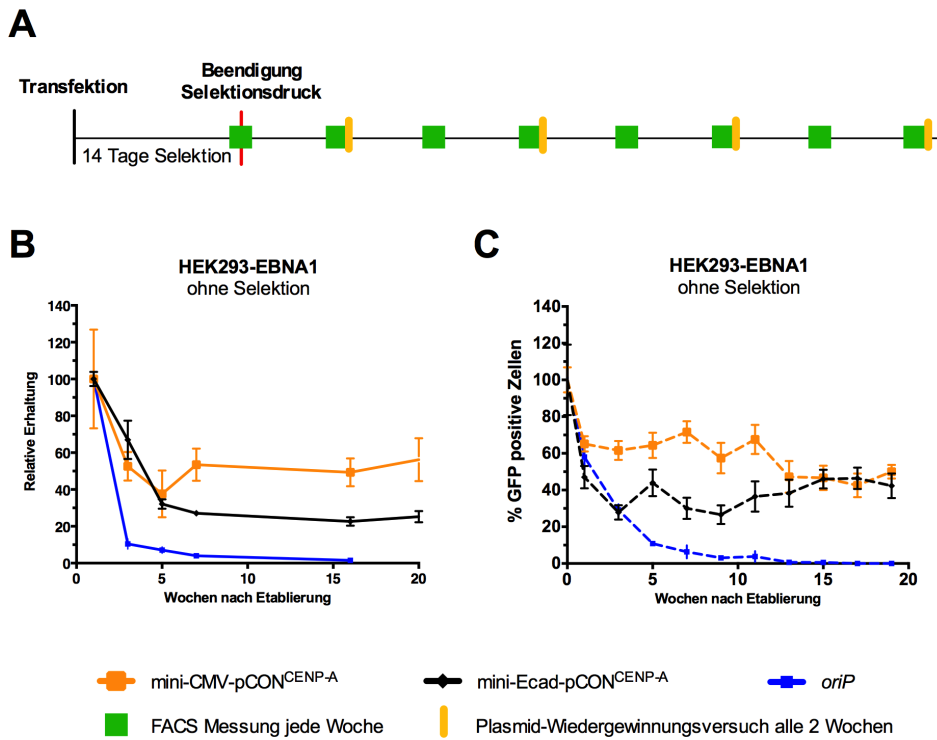 A
Transfektion
Beendigung
Selektionsdruck
14 Tage Selektion
B
HEK293-EBNA1
ohne Selektion
Relative Erhaltung
140
120
100
80
60
40
20
0
0 5 10 15 20
Wochen nach Etablierung
C
HEK293-EBNA1
ohne Selektion
% GFP positive Zellen
140
120
100
80
60
40
20
0
0 5 10 15 20
Wochen nach Etablierung
mini-CMV-pCONCENP-A
mini-Ecad-pCONCENP-A
oriP
FACS Messung jede Woche
Plasmid-Wiedergewinnungsversuch alle 2 Wochen